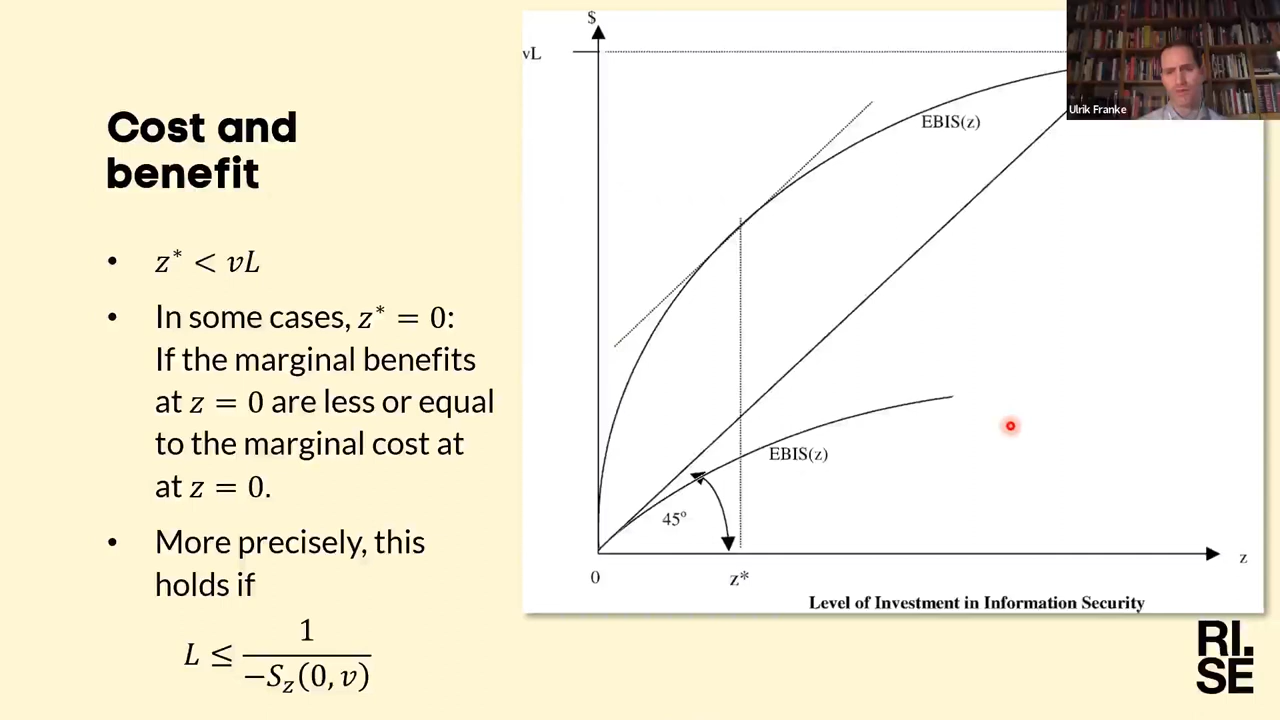 Cost and
benefit
• z* < vL
• In some cases, z* = 0:
If the marginal benefits
at z = 0 are less or equal
to the marginal cost at
at z = 0.
• More precisely, this
holds if
L ≤ 1 / −S_z(0, v)
$
vL
EBIS(z)
EBIS(z)
45°
0
z*
z
Level of Investment in Information Security
Ulrik Franke
RI.
SE